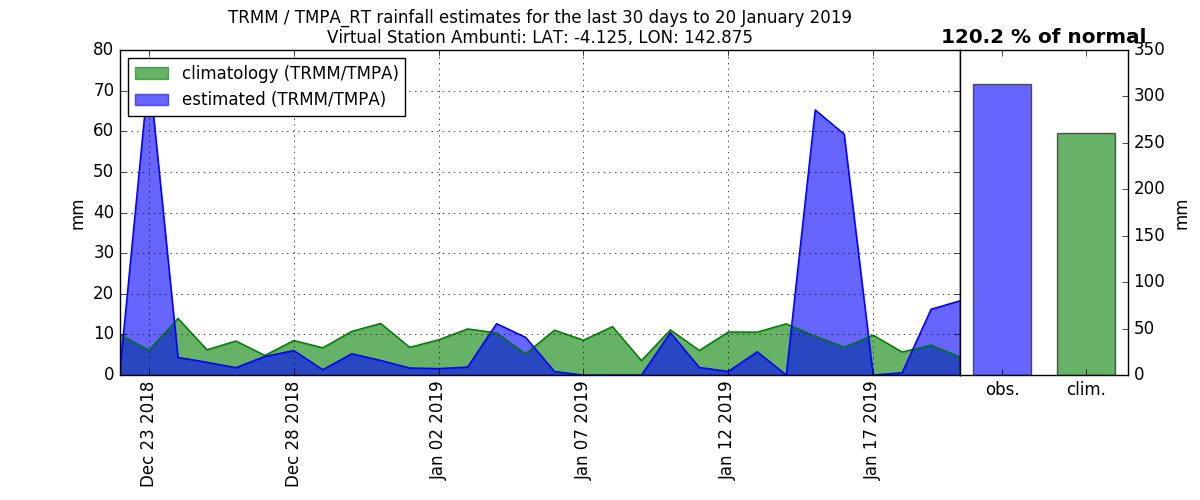 TRMM / TMPA_RT rainfall estimates for the last 30 days to 20 January 2019
Virtual Station Ambunti: LAT: -4.125, LON: 142.875
120.2 % of normal
climatology (TRMM/TMPA)
estimated (TRMM/TMPA)
mm
80
70
60
50
40
30
20
10
0
Dec 23 2018
Dec 28 2018
Jan 02 2019
Jan 07 2019
Jan 12 2019
Jan 17 2019
obs.
clim.
350
300
250
200
150
100
50
0
mm